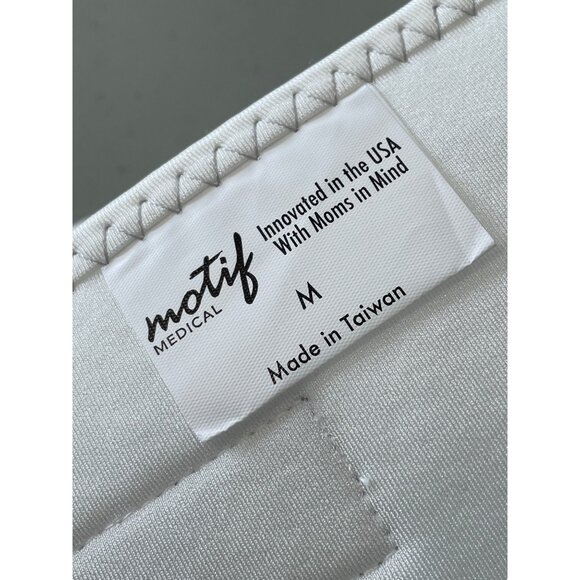 motif
MEDICAL
Innovated in the USA
With Moms in Mind
M
Made in Taiwan